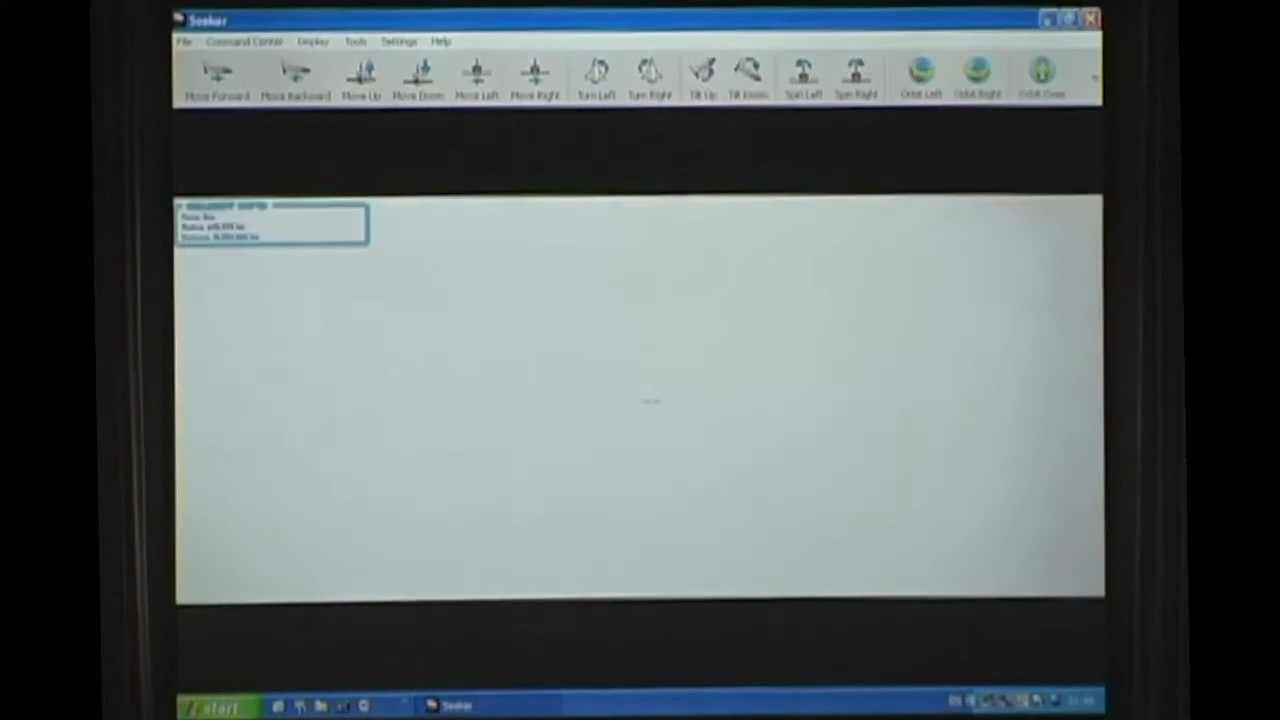 Seeker
File Command Center Display Tools Settings Help
Move Forward Move Backward Move Up Move Down Move Left Move Right Turn Left Turn Right Tilt Up Tilt Down Spin Left Spin Right Orbit Left Orbit Right Orbit Over
start Seeker